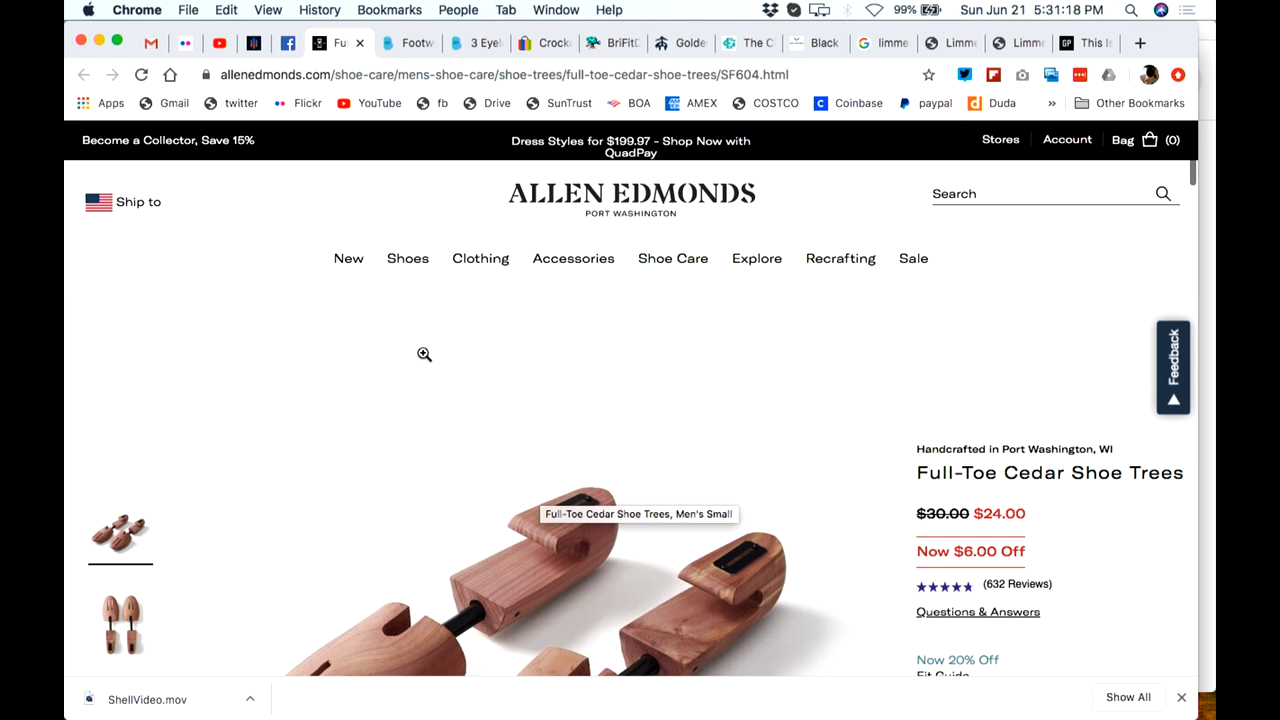 Chrome File Edit View History Bookmarks People Tab Window Help 99% Sun Jun 21 5:31:18 PM
Fu Footw 3 Eyel Crock BriFitD Golde The C Black limme Limme Limme This Is
allenedmonds.com/shoe-care/mens-shoe-care/shoe-trees/full-toe-cedar-shoe-trees/SF604.html
Apps Gmail twitter Flickr YouTube fb Drive SunTrust BOA AMEX COSTCO Coinbase paypal Duda » Other Bookmarks
Become a Collector, Save 15%
Dress Styles for $199.97 - Shop Now with
QuadPay
Stores Account Bag (0)
Ship to
ALLEN EDMONDS
PORT WASHINGTON
Search
New Shoes Clothing Accessories Shoe Care Explore Recrafting Sale
Feedback
Handcrafted in Port Washington, WI
Full-Toe Cedar Shoe Trees
Full-Toe Cedar Shoe Trees, Men's Small
$30.00 $24.00
Now $6.00 Off
(632 Reviews)
Questions & Answers
Now 20% Off
Fit Guide
ShellVideo.mov
Show All